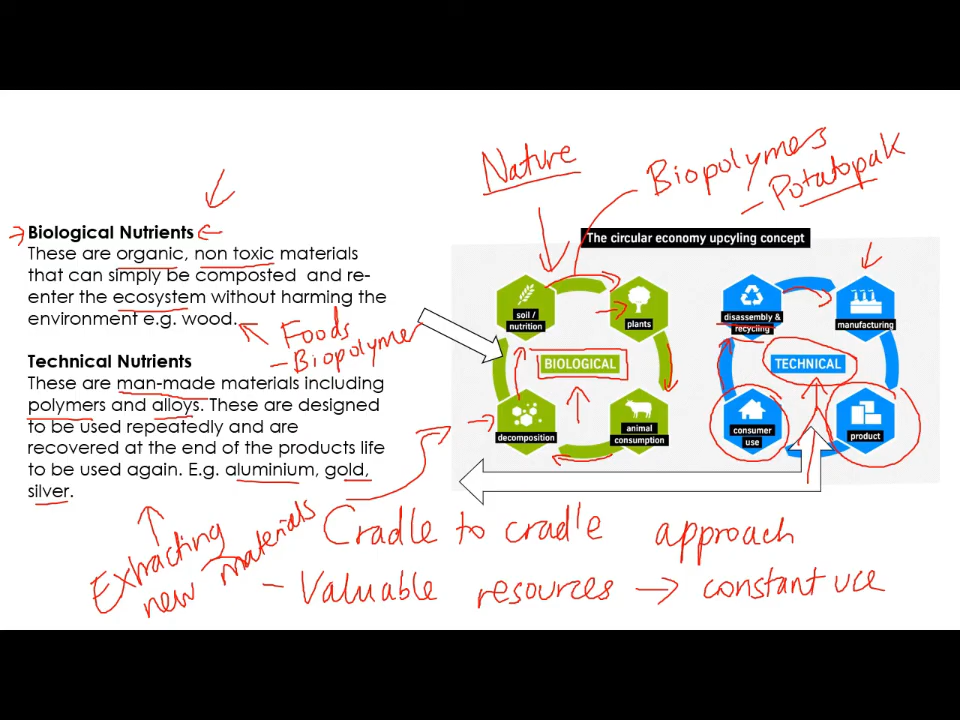 Biological Nutrients
These are organic, non toxic materials
that can simply be composted and re-
enter the ecosystem without harming the
environment e.g. wood.
Foods
- Biopolymer
Technical Nutrients
These are man-made materials including
polymers and alloys. These are designed
to be used repeatedly and are
recovered at the end of the products life
to be used again. E.g. aluminium, gold,
silver.
Extracting
new materials
Nature
Biopolymers
- Potatopak
The circular economy upcyling concept
soil /
nutrition
plants
BIOLOGICAL
decomposition
animal
consumption
disassembly &
recycling
manufacturing
TECHNICAL
consumer
use
product
Cradle to cradle approach
- Valuable resources → constant use